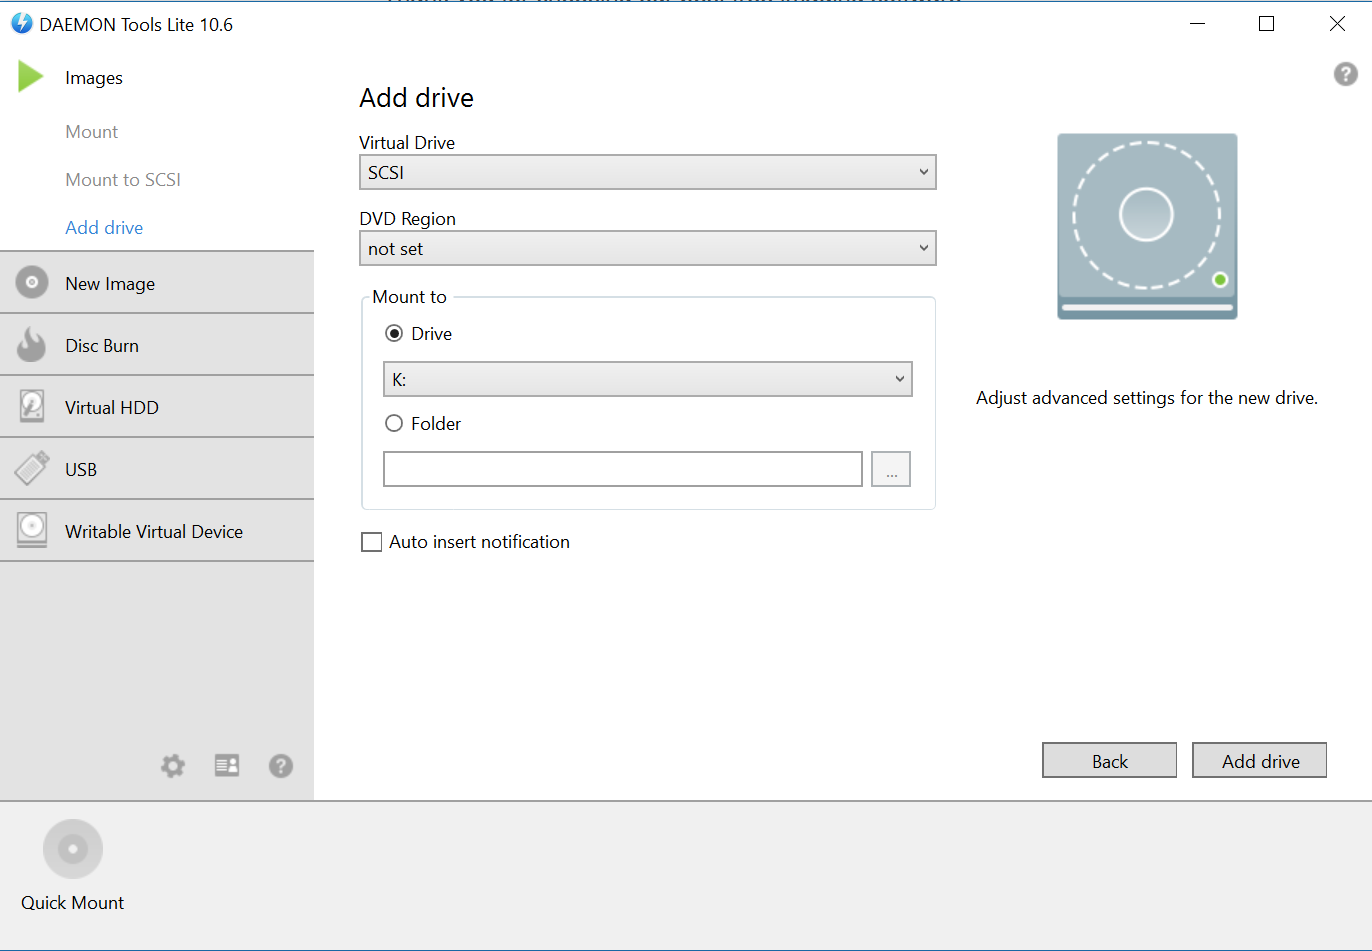 DAEMON Tools Lite 10.6
Images
Mount
Mount to SCSI
Add drive
New Image
Disc Burn
Virtual HDD
USB
Writable Virtual Device
Add drive
Virtual Drive
SCSI
DVD Region
not set
Mount to
Drive
K:
Folder
...
Auto insert notification
Adjust advanced settings for the new drive.
Back
Add drive
Quick Mount